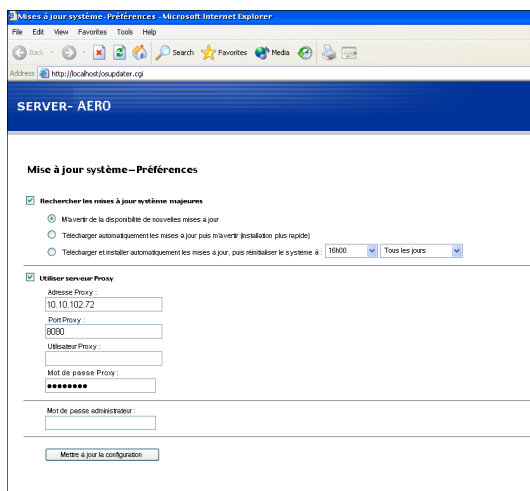 Mises à jour système-Préférences - Microsoft Internet Explorer
File Edit View Favorites Tools Help
Back Search Favorites Media
Address http://localhost/osupdater.cgi
SERVER- AERO
Mise à jour système-Préférences
Rechercher les mises à jour système majeures
M'avertir de la disponibilité de nouvelles mises à jour
Télécharger automatiquement les mises à jour puis m'avertir (installation plus rapide)
Télécharger et installer automatiquement les mises à jour, puis réinitialiser le système á : 16h00 Tous les jours
Utiliser serveur Proxy
Adresse Proxy :
10.10.102.72
Port Proxy :
8080
Utilisateur Proxy :
Mot de passe Proxy :
●●●●●●●●
Mot de passe administrateur :
Mettre á jour la configuration